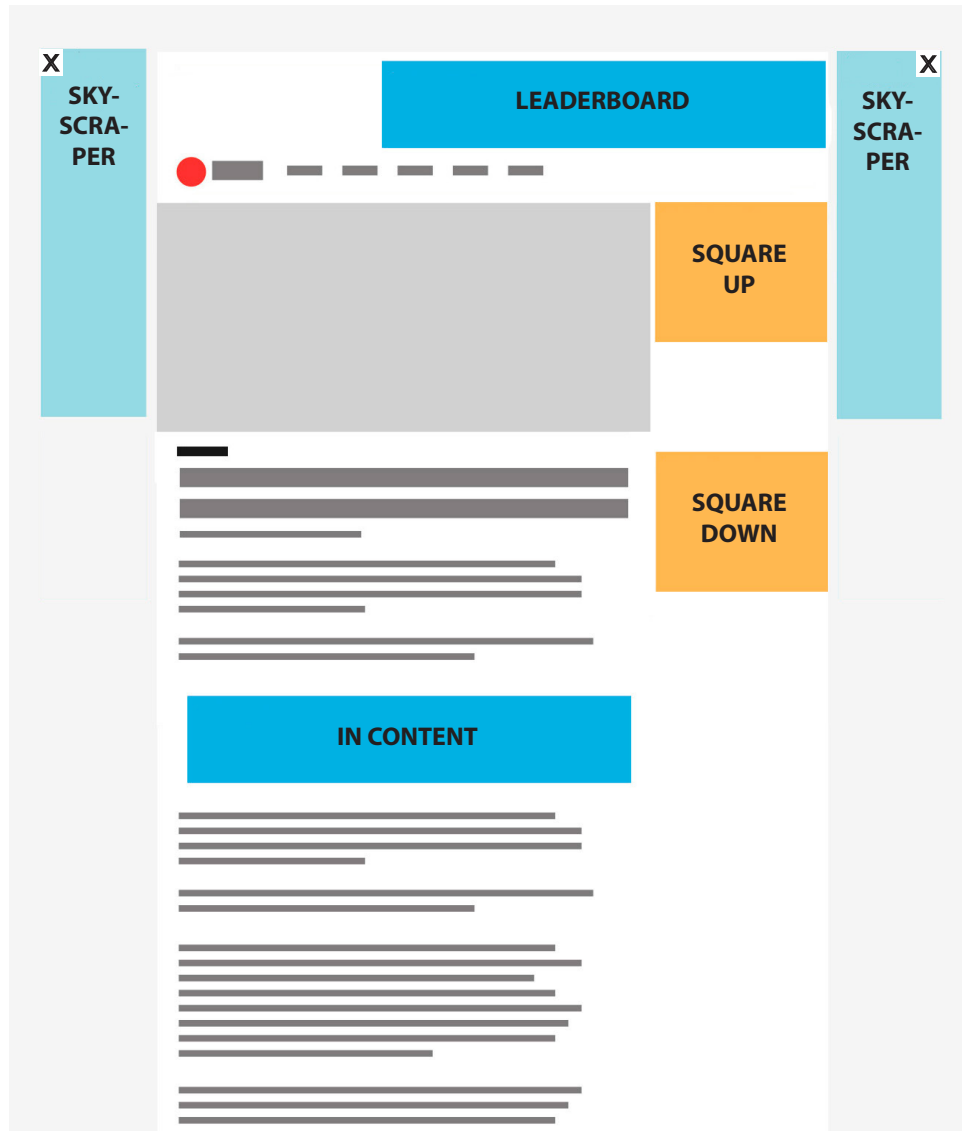 X
SKY-
SCRA-
PER
LEADERBOARD
X
SKY-
SCRA-
PER
SQUARE
UP
SQUARE
DOWN
IN CONTENT